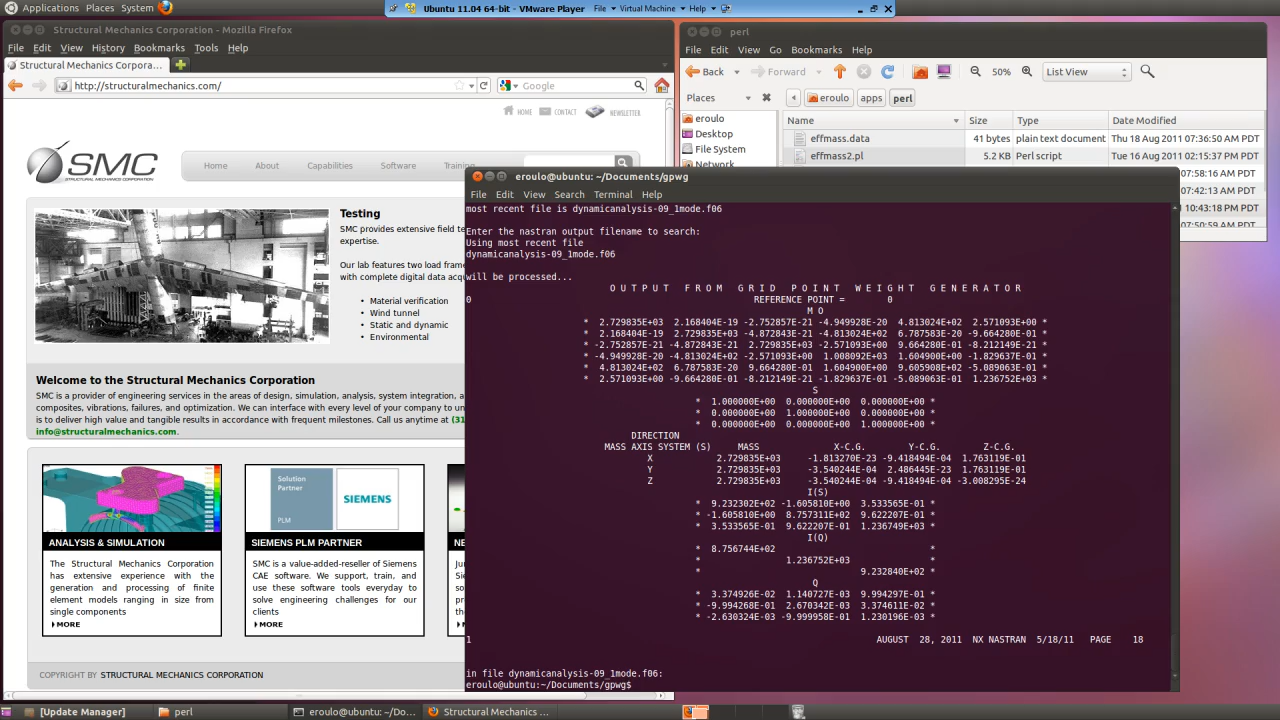 Applications Places System
Ubuntu 11.04 64-bit - VMware Player File Virtual Machine Help
Structural Mechanics Corporation - Mozilla Firefox
File Edit View History Bookmarks Tools Help
Structural Mechanics Corpora...
http://structuralmechanics.com/
Google
HOME CONTACT NEWSLETTER
SMC
STRUCTURAL MECHANICS CORPORATION
Home About Capabilities Software Training
Testing
SMC provides extensive field te
expertise.
Our lab features two load fram
with complete digital data acq
• Material verification
• Wind tunnel
• Static and dynamic
• Environmental
Welcome to the Structural Mechanics Corporation
SMC is a provider of engineering services in the areas of design, simulation, analysis, system integration, a
composites, vibrations, failures, and optimization. We can interface with every level of your company to un
is to deliver high value and tangible results in accordance with frequent milestones. Call us anytime at (31
info@structuralmechanics.com.
ANALYSIS & SIMULATION
The Structural Mechanics Corporation
has extensive experience with the
generation and processing of finite
element models ranging in size from
single components
MORE
Solution
Partner
PLM
SIEMENS
SIEMENS PLM PARTNER
SMC is a value-added-reseller of Siemens
CAE software. We support, train, and
use these software tools everyday to
solve engineering challenges for our
clients
MORE
NE
COPYRIGHT BY STRUCTURAL MECHANICS CORPORATION
perl
File Edit View Go Bookmarks Help
Back Forward 50% List View
Places eroulo apps perl
eroulo
Desktop
File System
Network
Name Size Type Date Modified
effmass.data 41 bytes plain text document Thu 18 Aug 2011 07:36:50 AM PDT
effmass2.pl 5.2 KB Perl script Tue 16 Aug 2011 02:15:37 PM PDT
07:58:16 AM PDT
07:42:13 AM PDT
10:43:18 PM PDT
07:50:59 AM PDT
eroulo@ubuntu: ~/Documents/gpwg
File Edit View Search Terminal Help
most recent file is dynamicanalysis-09_1mode.f06
Enter the nastran output filename to search:
Using most recent file
dynamicanalysis-09_1mode.f06
will be processed...
O U T P U T F R O M G R I D P O I N T W E I G H T G E N E R A T O R
0 REFERENCE POINT = 0
M O
* 2.729835E+03 2.168404E-19 -2.752857E-21 -4.949928E-20 4.813024E+02 2.571093E+00 *
* 2.168404E-19 2.729835E+03 -4.872843E-21 -4.813024E+02 6.787583E-20 -9.664280E-01 *
* -2.752857E-21 -4.872843E-21 2.729835E+03 -2.571093E+00 9.664280E-01 -8.212149E-21 *
* -4.949928E-20 -4.813024E+02 -2.571093E+00 1.008092E+03 1.604900E+00 -1.829637E-01 *
* 4.813024E+02 6.787583E-20 9.664280E-01 1.604900E+00 9.605908E+02 -5.089063E-01 *
* 2.571093E+00 -9.664280E-01 -8.212149E-21 -1.829637E-01 -5.089063E-01 1.236752E+03 *
S
* 1.000000E+00 0.000000E+00 0.000000E+00 *
* 0.000000E+00 1.000000E+00 0.000000E+00 *
* 0.000000E+00 0.000000E+00 1.000000E+00 *
DIRECTION
MASS AXIS SYSTEM (S) MASS X-C.G. Y-C.G. Z-C.G.
X 2.729835E+03 -1.813270E-23 -9.418494E-04 1.763119E-01
Y 2.729835E+03 -3.540244E-04 2.486445E-23 1.763119E-01
Z 2.729835E+03 -3.540244E-04 -9.418494E-04 -3.008295E-24
I(S)
* 9.232302E+02 -1.605810E+00 3.533565E-01 *
* -1.605810E+00 8.757311E+02 9.622207E-01 *
* 3.533565E-01 9.622207E-01 1.236749E+03 *
I(Q)
* 8.756744E+02 *
* 1.236752E+03 *
* 9.232840E+02 *
Q
* 3.374926E-02 1.140727E-03 9.994297E-01 *
* -9.994268E-01 2.670342E-03 3.374611E-02 *
* -2.630324E-03 -9.999958E-01 1.230196E-03 *
1 AUGUST 28, 2011 NX NASTRAN 5/18/11 PAGE 18
in file dynamicanalysis-09_1mode.f06:
eroulo@ubuntu:~/Documents/gpwg$
[Update Manager] perl eroulo@ubuntu: ~/Do... Structural Mechanics ...